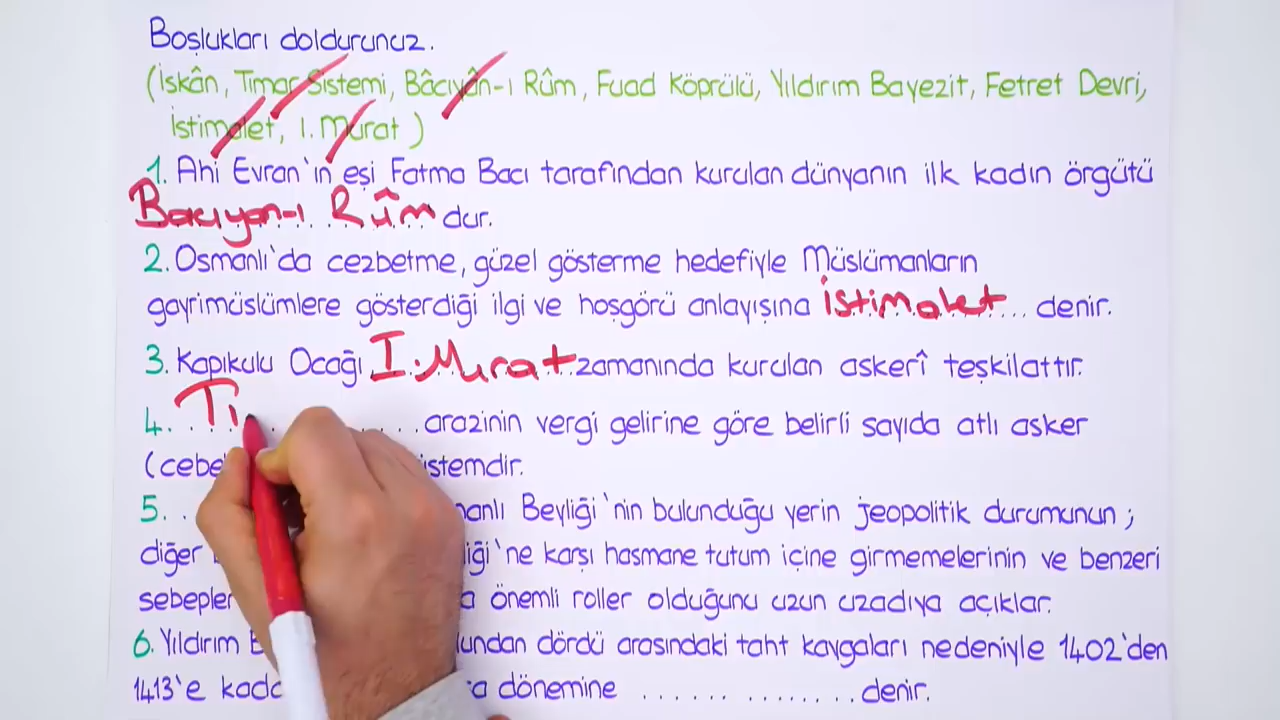 Boşlukları doldurunuz.
(İskân, Timar Sistemi, Bâcıyân-ı Rûm, Fuad Köprülü, Yıldırım Bayezit, Fetret Devri,
İstimalet, I. Murat )
1. Ahi Evran'ın eşi Fatma Bacı tarafından kurulan dünyanın ilk kadın örgütü
Bacıyan-ı Rûm dur.
2. Osmanlı'da cezbetme, güzel gösterme hedefiyle Müslümanların
gayrimüslümlere gösterdiği ilgi ve hoşgörü anlayışına İstimalet... denir.
3. Kapıkulu Ocağı I. Murat zamanında kurulan askerî teşkilattır.
4. Tı ..... arazinin vergi gelirine göre belirli sayıda atlı asker
(cebe istemdir.
5. .. manlı Beyliği'nin bulunduğu yerin jeopolitik durumunun ;
diğer iği'ne karşı hasmane tutum içine girmemelerinin ve benzeri
sebepler a önemli roller olduğunu uzun uzadıya açıklar.
6. Yıldırım B lundan dördü arasındaki taht kaygaları nedeniyle 1402'den
1413'e kada a dönemine .............. denir.